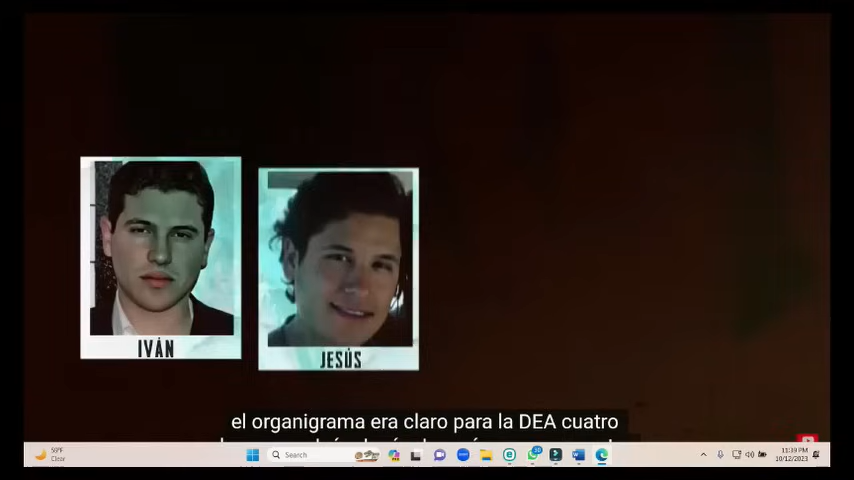 IVÁN
JESÚS
el organigrama era claro para la DEA cuatro
59°F
Clear
Search
11:39 PM
10/12/2023